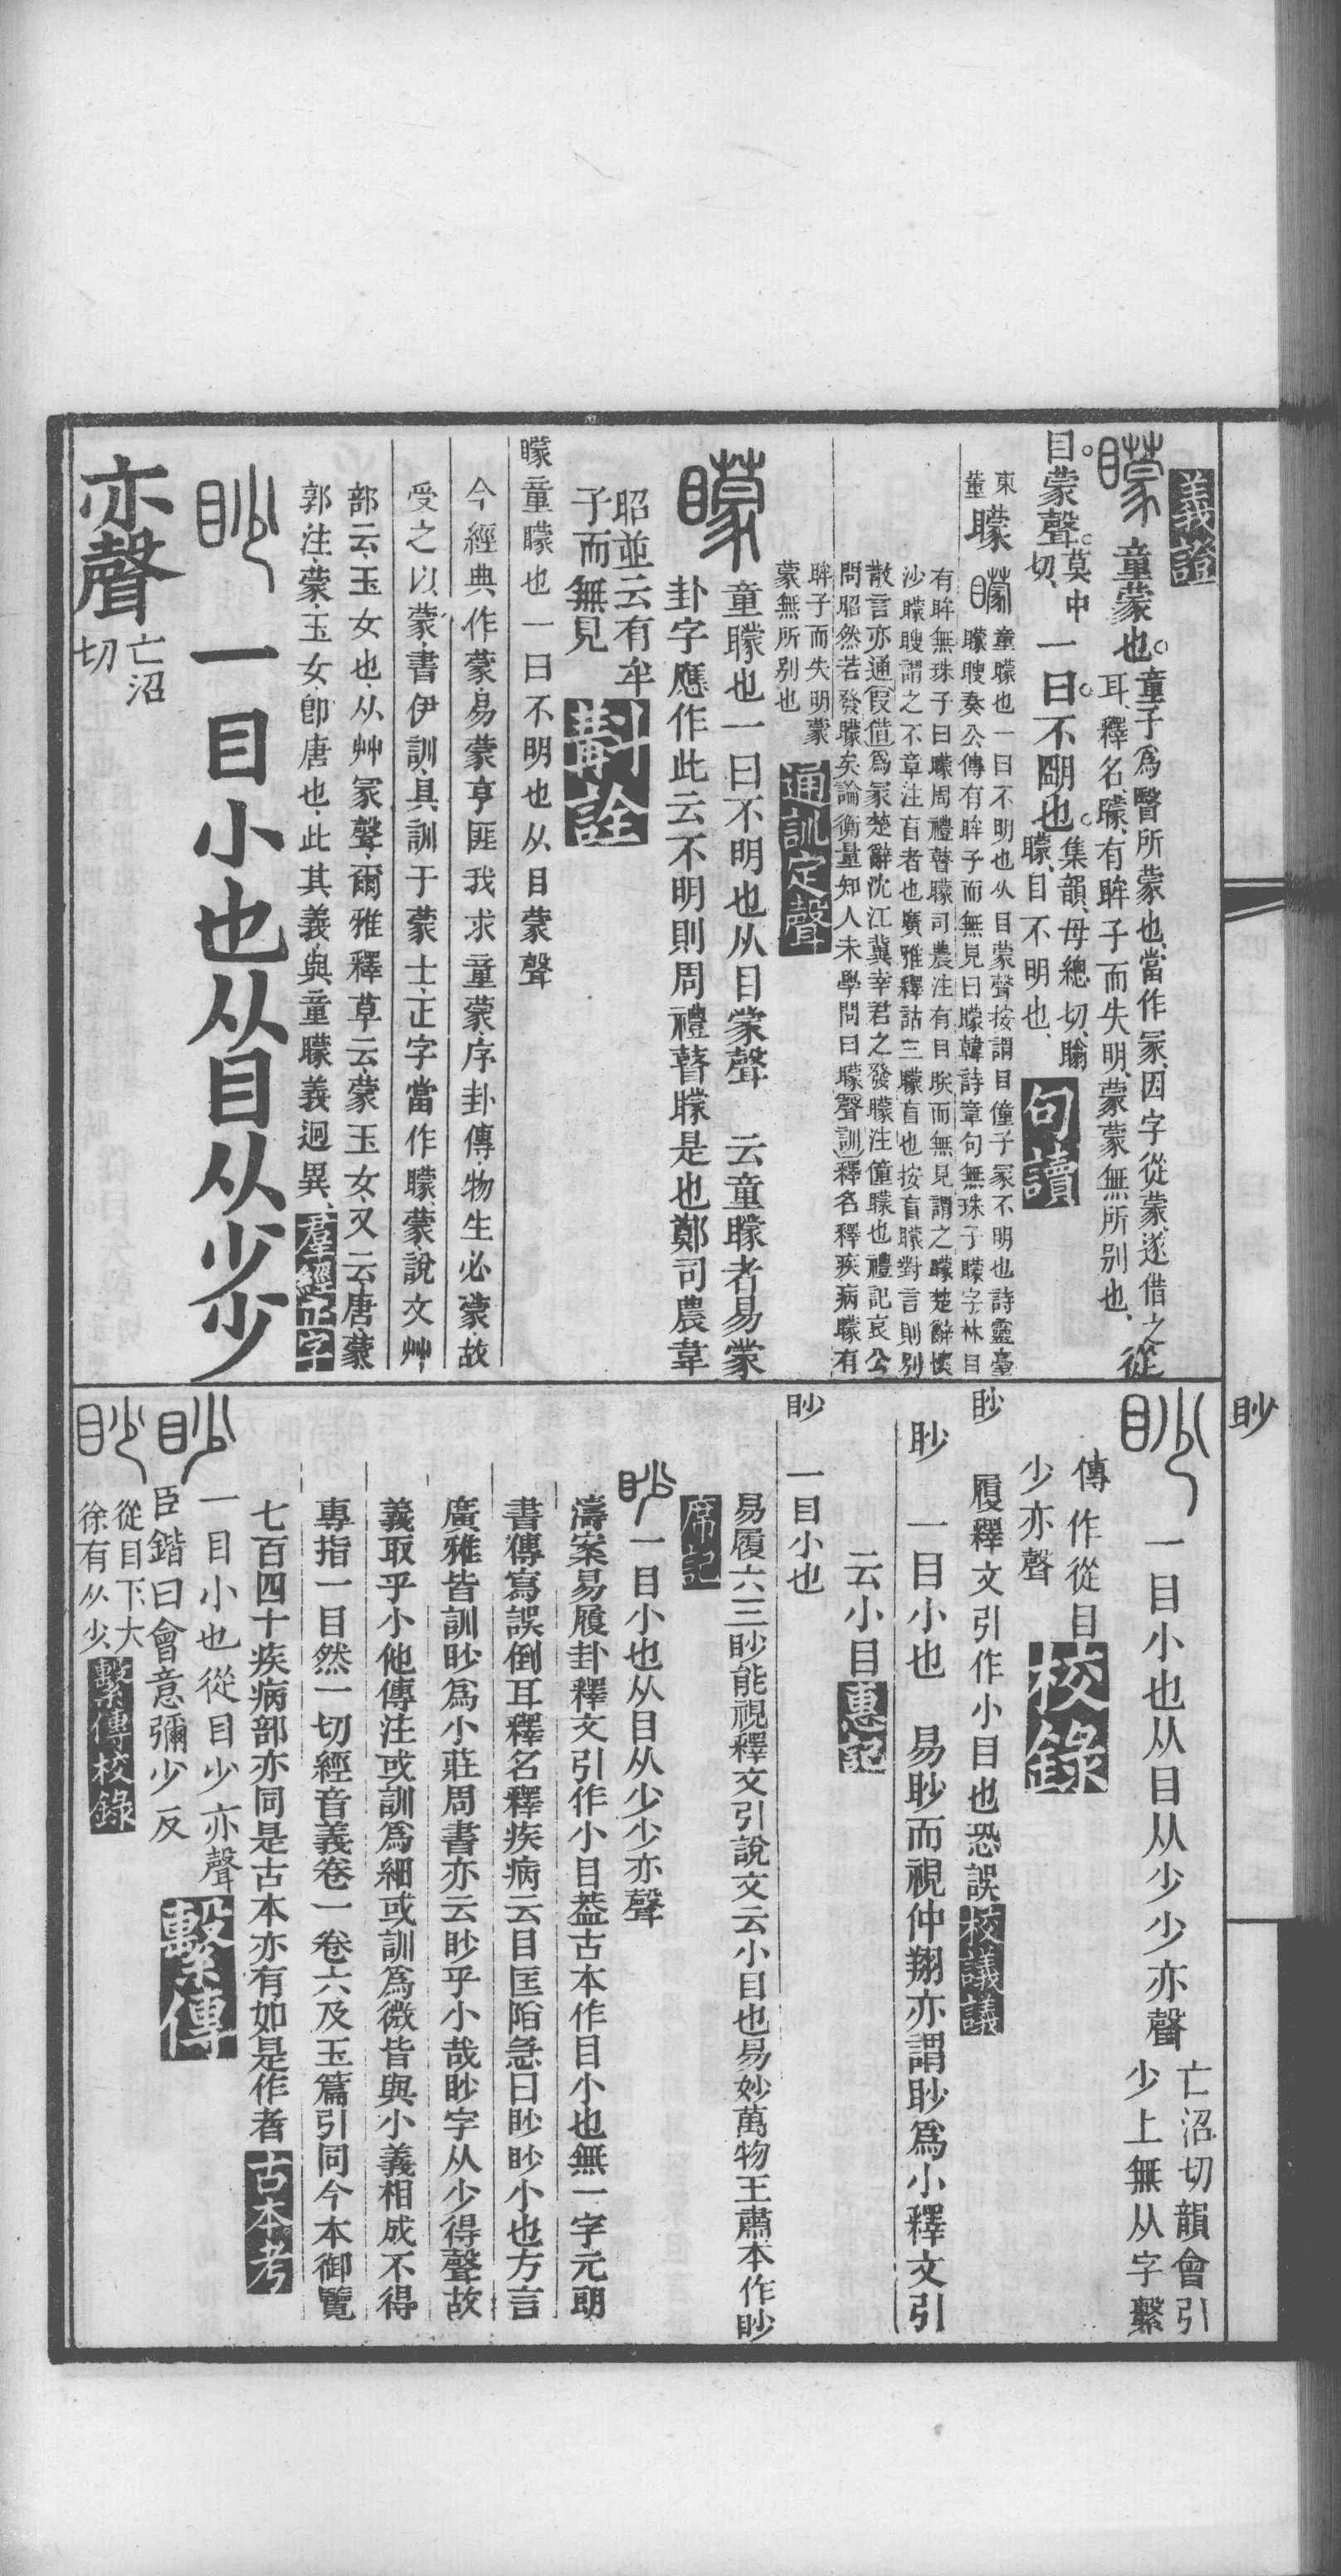 義證
矇 童蒙也。童子爲瞖所蒙也、當作冡、因字從蒙、遂借之、從
耳、釋名、矇、有眸子而失明、蒙蒙無所别也、
目。蒙聲。莫中切、一曰。不朙也。集韻、母總切、瞈
矇、目不明也、 句讀
東董 矇 童矇也一曰不明也从目蒙聲按謂目僮子冡不明也詩靈臺
矇瞍奏公傳有眸子而無見曰矇韓詩章句無珠子曰矇字林目
有眸無珠子曰矇周禮瞽矇司農注有目眹而無見謂之矇楚辭懷
沙矇瞍謂之不章注盲者也廣雅釋詁三矇盲也按盲矇對言則别
散言亦通叚借爲冡楚辭沈江冀幸君之發矇注僮矇也禮記哀公
問昭然若發矇矣論衡量知人未學問曰矇聲訓釋名釋疾病矇有
眸子而失明蒙
蒙無所别也 通訓定聲
矇 童矇也一曰不明也从目蒙聲 云童矇者易蒙
卦字應作此云不明則周禮瞽矇是也鄭司農韋
昭並云有牟
子而無見 斠詮
矇童矇也一曰不明也从目蒙聲
今經典作蒙、易蒙亨匪我求童蒙、序卦傳、物生必蒙、故
受之以蒙、書伊訓、具訓于蒙士、正字當作矇、蒙、說文艸
部云、玉女也、从艸冡聲、爾雅釋草云、蒙玉女、又云、唐、蒙
郭注、蒙、玉女、卽唐也、此其義、與童矇義迥異、 羣經正字
眇 一目小也从目从少少
亦聲 亡沼切
眇
眇 一目小也从目从少少亦聲 亡沼切韻會引
少上無从字繫
傳作從目
少亦聲 校錄
眇 履釋文引作小目也恐誤 校議議
眇 一目小也 易眇而視仲翔亦謂眇爲小釋文引
云小目 惠記
眇 一目小也
易履六三眇能視釋文引說文云小目也易妙萬物王肅本作眇
席記
眇 一目小也从目从少少亦聲
濤案易履卦釋文引作小目葢古本作目小也無一字元朗
書傳寫誤倒耳釋名釋疾病云目匡陷急曰眇眇小也方言
廣雅皆訓眇爲小莊周書亦云眇乎小哉眇字从少得聲故
義取乎小他傳注或訓爲細或訓爲微皆與小義相成不得
專指一目然一切經音義卷一卷六及玉篇引同今本御覽
七百四十疾病部亦同是古本亦有如是作者 古本考
眇 一目小也從目少亦聲
臣鍇曰會意彌少反 繫傳
眇 從目下、大
徐有从少、 繫傳校錄